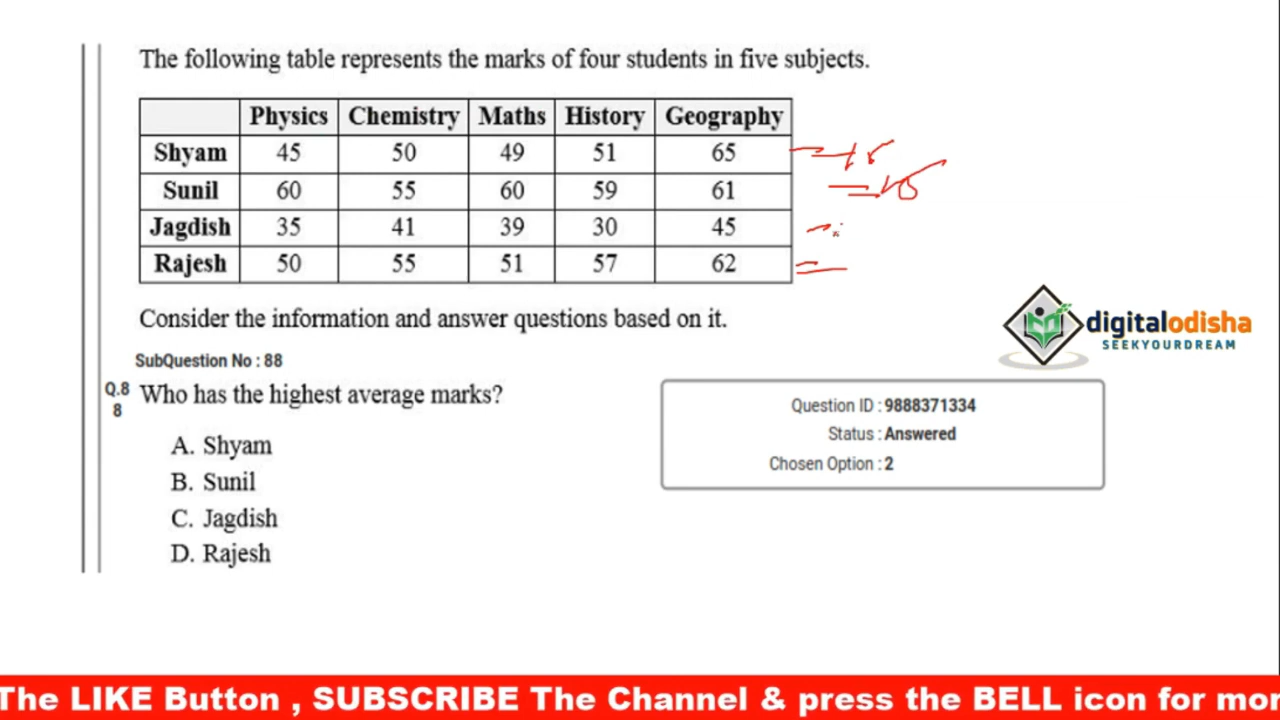 The following table represents the marks of four students in five subjects.
Physics Chemistry Maths History Geography
Shyam 45 50 49 51 65
Sunil 60 55 60 59 61
Jagdish 35 41 39 30 45
Rajesh 50 55 51 57 62
Consider the information and answer questions based on it.
SubQuestion No : 88
Q.8
8
Who has the highest average marks?
A. Shyam
B. Sunil
C. Jagdish
D. Rajesh
Question ID : 9888371334
Status : Answered
Chosen Option : 2
digitalodisha
SEEKYOURDREAM
The LIKE Button , SUBSCRIBE The Channel & press the BELL icon for mor